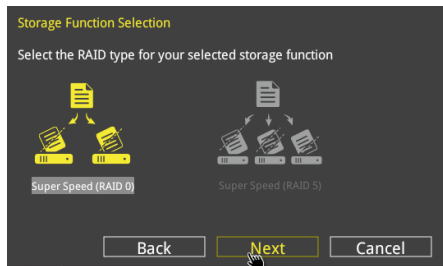 Storage Function Selection
Select the RAID type for your selected storage function
Super Speed (RAID 0)
Super Speed (RAID 5)
Back
Next
Cancel